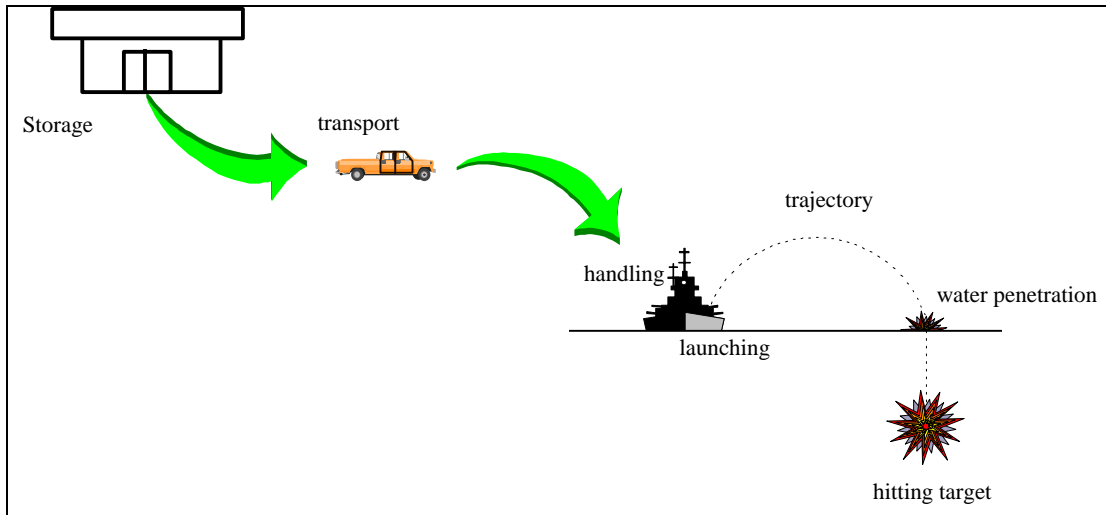 Storage
transport
trajectory
handling
water penetration
launching
hitting target